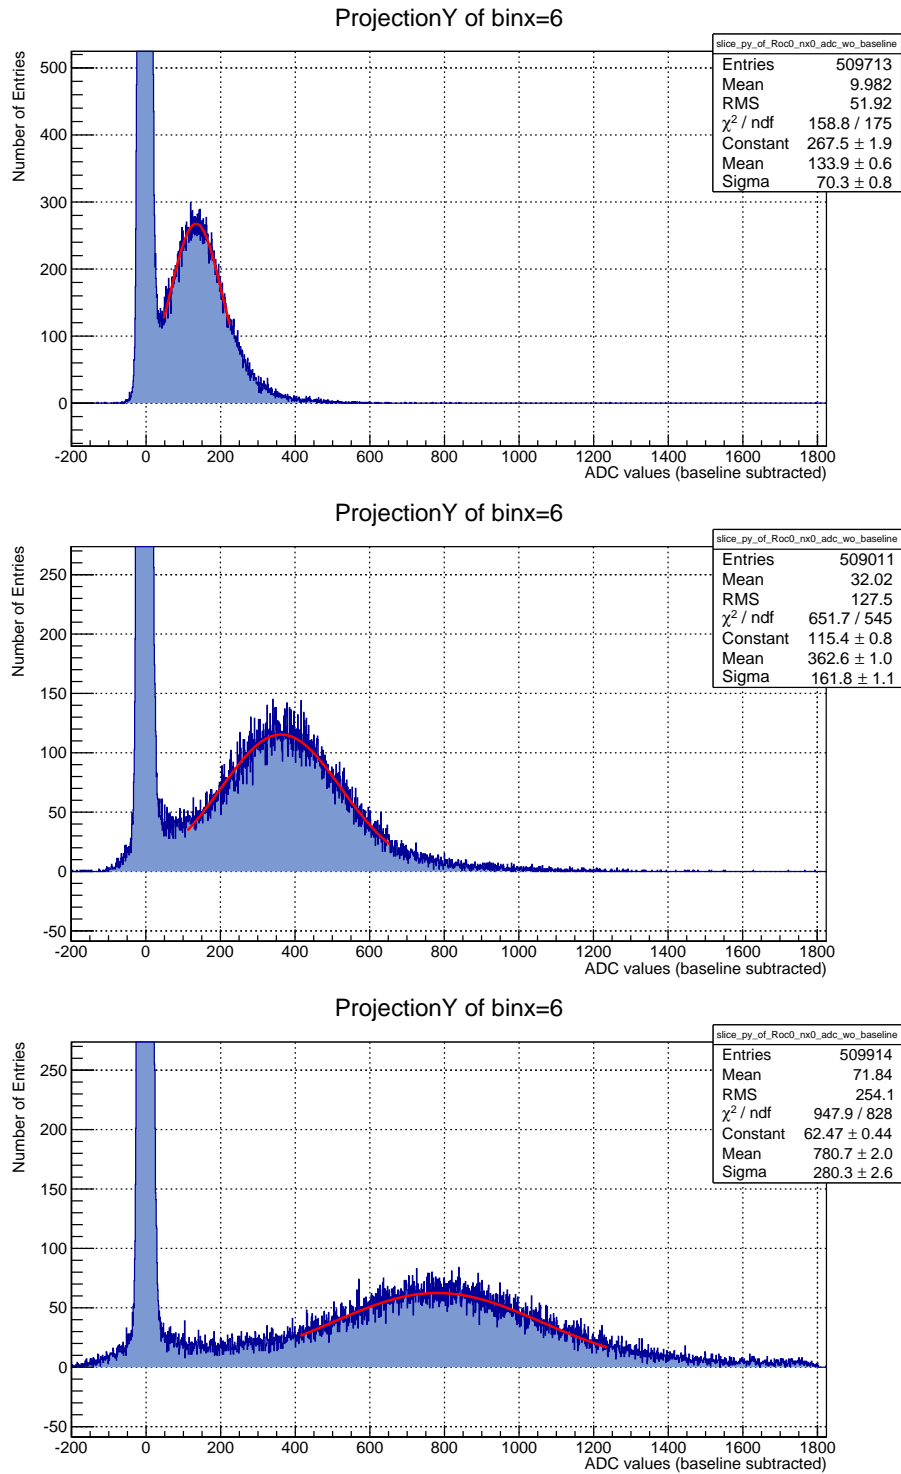 ProjectionY of binx=6
slice_py_of_Roc0_nx0_adc_wo_baseline
Entries 509713
Mean 9.982
RMS 51.92
χ² / ndf 158.8 / 175
Constant 267.5 ± 1.9
Mean 133.9 ± 0.6
Sigma 70.3 ± 0.8
Number of Entries
500
400
300
200
100
0
-200 0 200 400 600 800 1000 1200 1400 1600 1800
ADC values (baseline subtracted)
ProjectionY of binx=6
slice_py_of_Roc0_nx0_adc_wo_baseline
Entries 509011
Mean 32.02
RMS 127.5
χ² / ndf 651.7 / 545
Constant 115.4 ± 0.8
Mean 362.6 ± 1.0
Sigma 161.8 ± 1.1
Number of Entries
250
200
150
100
50
0
-50
-200 0 200 400 600 800 1000 1200 1400 1600 1800
ADC values (baseline subtracted)
ProjectionY of binx=6
slice_py_of_Roc0_nx0_adc_wo_baseline
Entries 509914
Mean 71.84
RMS 254.1
χ² / ndf 947.9 / 828
Constant 62.47 ± 0.44
Mean 780.7 ± 2.0
Sigma 280.3 ± 2.6
Number of Entries
250
200
150
100
50
0
-50
-200 0 200 400 600 800 1000 1200 1400 1600 1800
ADC values (baseline subtracted)